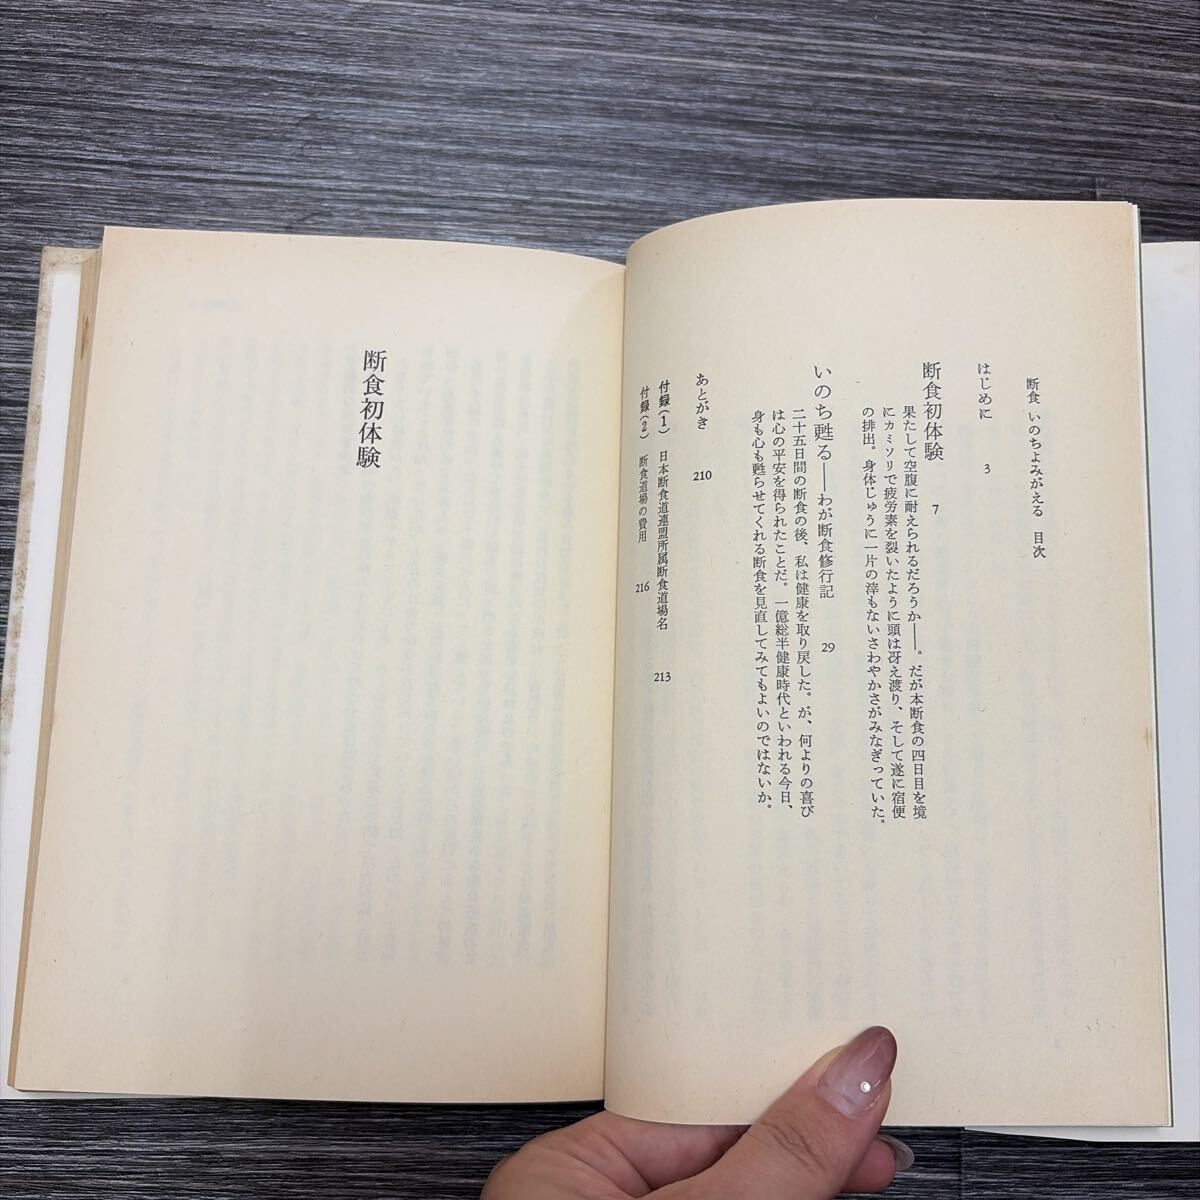 断食 いのちよみがえる 目次
はじめに 3
断食初体験 7
果たして空腹に耐えられるだろうか――。だが本断食の四日目を境
にカミソリで疲労素を裂いたように頭は冴え渡り、そして遂に宿便
の排出。身体じゅうに一片の滓もないさわやかさがみなぎっていた。
いのち甦る――わが断食修行記 29
二十五日間の断食の後、私は健康を取り戻した。が、何よりの喜び
は心の平安を得られたことだ。一億総半健康時代といわれる今日、
身も心も甦らせてくれる断食を見直してみてもよいのではないか。
あとがき 210
付録(1) 日本断食道連盟所属断食道場名 213
付録(2) 断食道場の費用 216
断食初体験